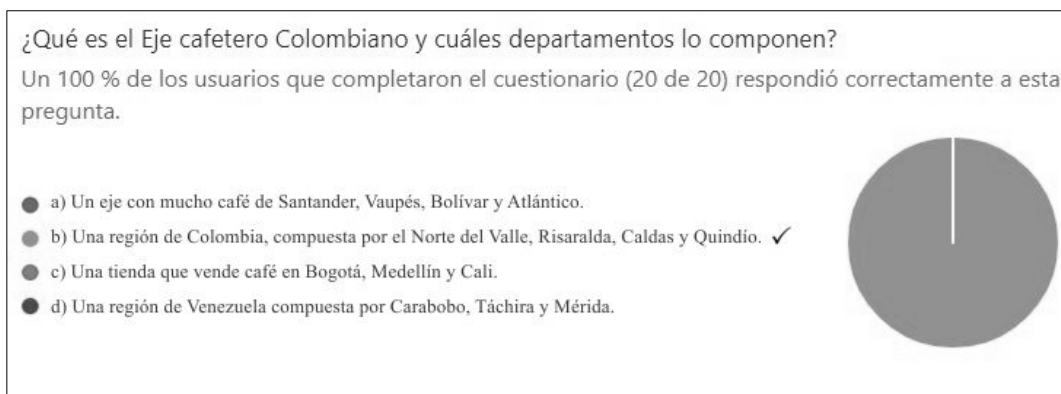 ¿Qué es el Eje cafetero Colombiano y cuáles departamentos lo componen?
Un 100 % de los usuarios que completaron el cuestionario (20 de 20) respondió correctamente a esta
pregunta.
a) Un eje con mucho café de Santander, Vaupés, Bolívar y Atlántico.
b) Una región de Colombia, compuesta por el Norte del Valle, Risaralda, Caldas y Quindío. ✓
c) Una tienda que vende café en Bogotá, Medellín y Cali.
d) Una región de Venezuela compuesta por Carabobo, Táchira y Mérida.